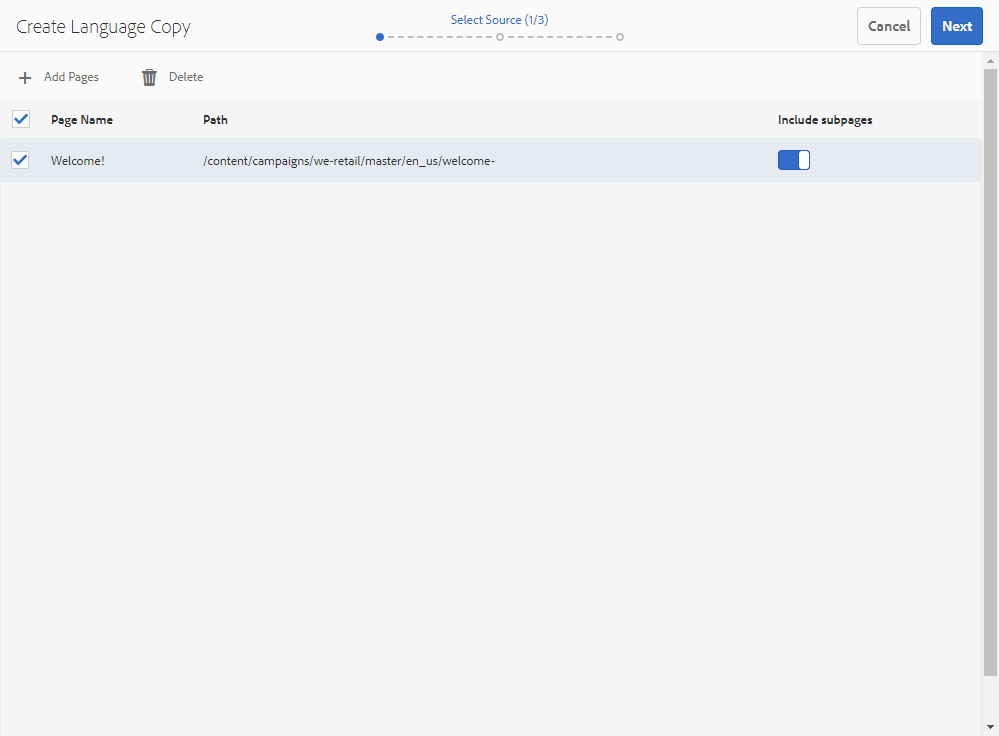 Create Language Copy
Select Source (1/3)
Cancel
Next
Add Pages
Delete
Page Name
Path
Include subpages
Welcome!
/content/campaigns/we-retail/master/en_us/welcome-